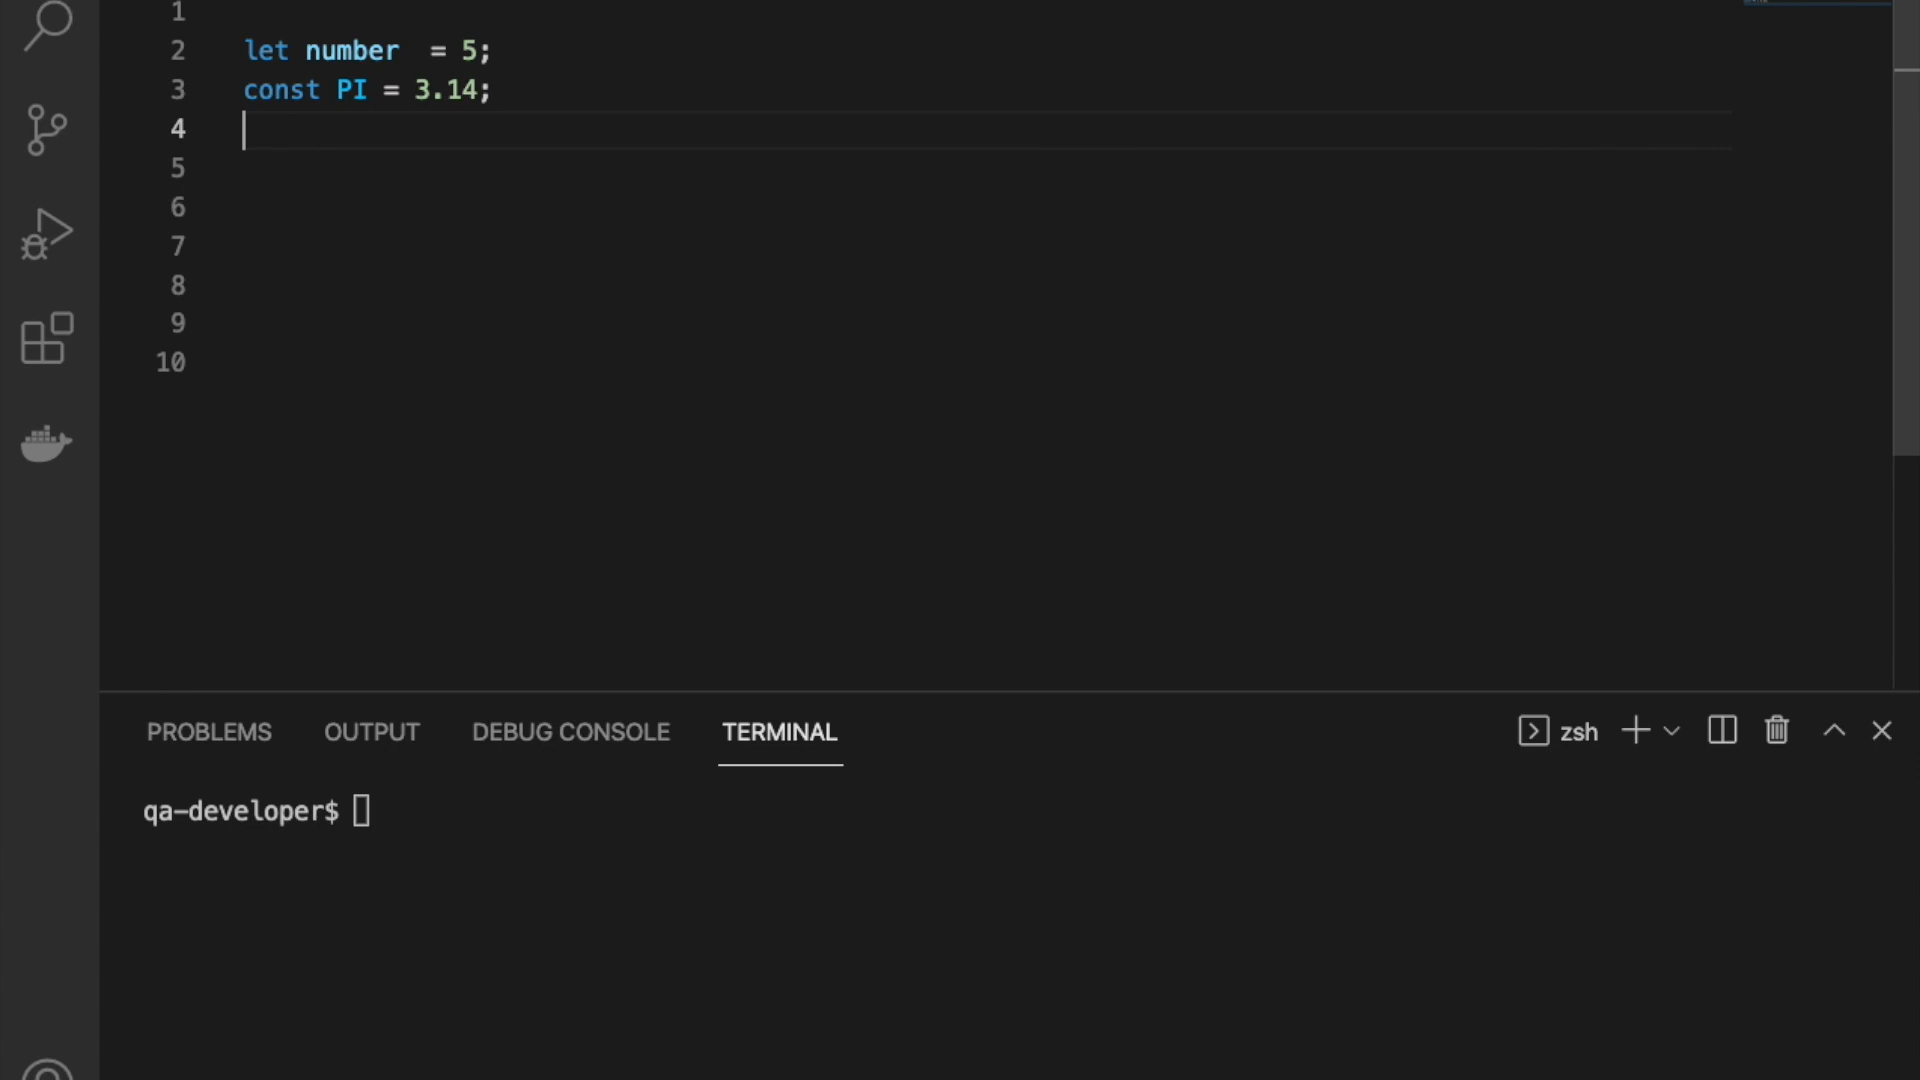 1
2 let number  = 5;
3 const PI = 3.14;
4
5
6
7
8
9
10
PROBLEMS OUTPUT DEBUG CONSOLE TERMINAL zsh
qa-developer$